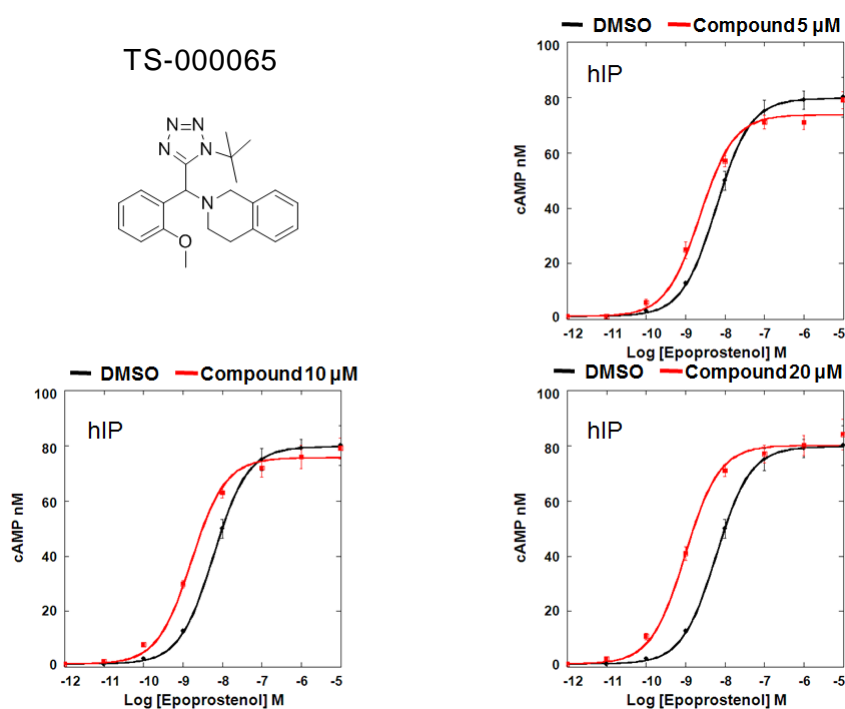 TS-000065
N N
N N
N
O
DMSO Compound 5 µM
hIP
100
80
60
40
20
0
cAMP nM
-12 -11 -10 -9 -8 -7 -6 -5
Log [Epoprostenol] M
DMSO Compound 10 µM
hIP
100
80
60
40
20
0
cAMP nM
-12 -11 -10 -9 -8 -7 -6 -5
Log [Epoprostenol] M
DMSO Compound 20 µM
hIP
100
80
60
40
20
0
cAMP nM
-12 -11 -10 -9 -8 -7 -6 -5
Log [Epoprostenol] M